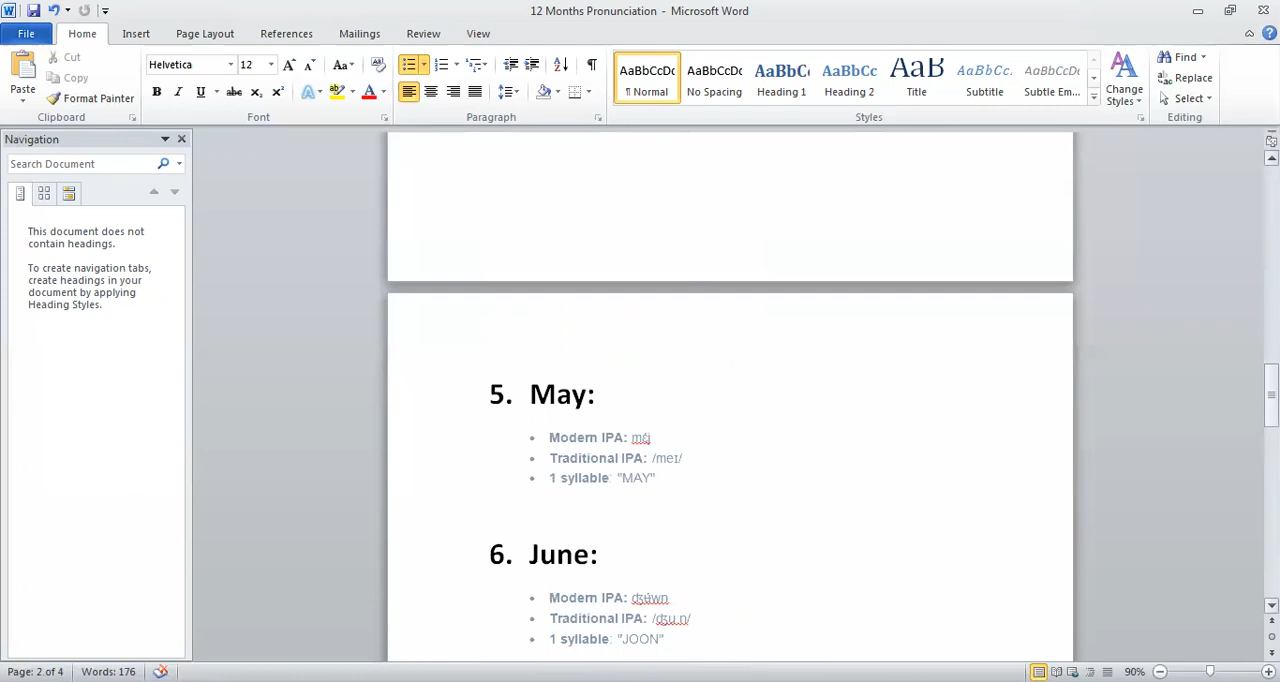 12 Months Pronunciation - Microsoft Word
File Home Insert Page Layout References Mailings Review View
Paste
Cut
Copy
Format Painter
Clipboard
Helvetica 12
Font
Paragraph
AaBbCcDc AaBbCcDc AaBbCc AaBbCc AaB AaBbCc. AaBbCcDc
¶ Normal No Spacing Heading 1 Heading 2 Title Subtitle Subtle Em...
Change Styles
Styles
Find
Replace
Select
Editing
Navigation
Search Document
This document does not
contain headings.
To create navigation tabs,
create headings in your
document by applying
Heading Styles.
5. May:
• Modern IPA: mɛ́j
• Traditional IPA: /meɪ/
• 1 syllable: "MAY"
6. June:
• Modern IPA: ʤʉ́wn
• Traditional IPA: /ʤuːn/
• 1 syllable: "JOON"
Page: 2 of 4 Words: 176 90%